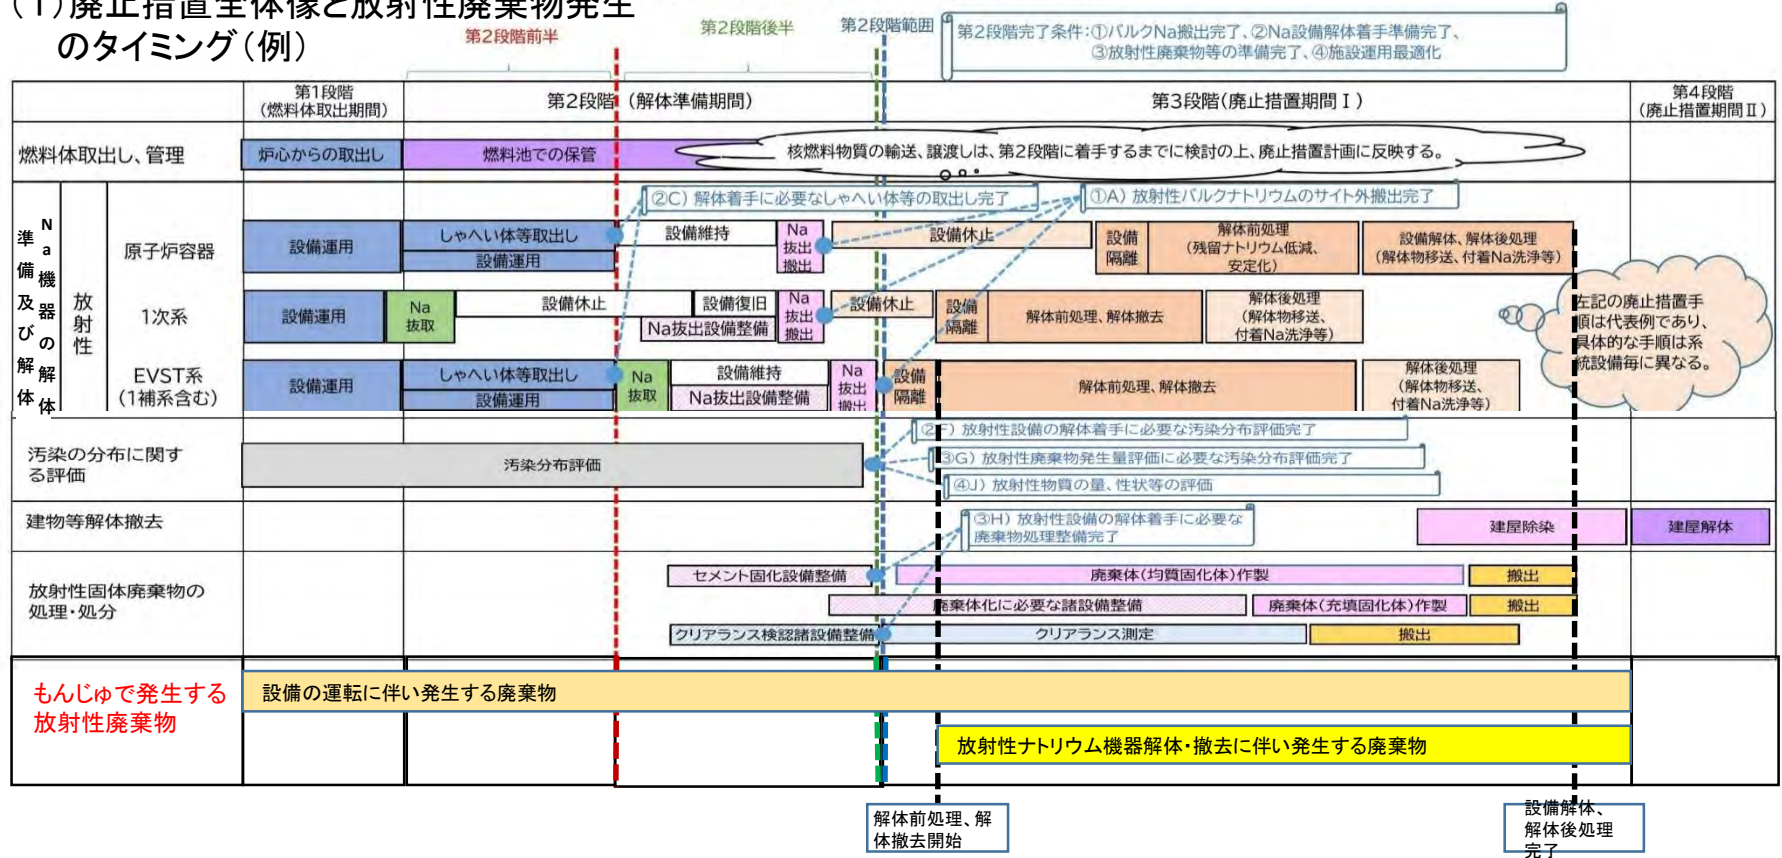 (1)廃止措置全体像と放射性廃棄物発生
のタイミング(例)
第2段階前半
第2段階後半
第2段階範囲
第2段階完了条件:①バルクNa搬出完了、②Na設備解体着手準備完了、
③放射性廃棄物等の準備完了、④施設運用最適化
第1段階
(燃料体取出期間)
第2段階 (解体準備期間)
第3段階(廃止措置期間Ⅰ)
第4段階
(廃止措置期間Ⅱ)
燃料体取出し、管理
炉心からの取出し
燃料池での保管
核燃料物質の輸送、譲渡しは、第2段階に着手するまでに検討の上、廃止措置計画に反映する。
②C) 解体着手に必要なしゃへい体等の取出し完了
①A) 放射性バルクナトリウムのサイト外搬出完了
Na機器の解体
準備及び解体
放射性
原子炉容器
設備運用
しゃへい体等取出し
設備運用
設備維持
Na
抜出
搬出
設備休止
設備
隔離
解体前処理
(残留ナトリウム低減、
安定化)
設備解体、解体後処理
(解体物移送、付着Na洗浄等)
1次系
設備運用
Na
抜取
設備休止
設備復旧
Na抜出設備整備
Na
抜出
搬出
設備休止
設備
隔離
解体前処理、解体撤去
解体後処理
(解体物移送、
付着Na洗浄等)
左記の廃止措置手
順は代表例であり、
具体的な手順は系
統設備毎に異なる。
EVST系
(1補系含む)
設備運用
しゃへい体等取出し
設備運用
Na
抜取
設備維持
Na抜出設備整備
Na
抜出
搬出
設備
隔離
解体前処理、解体撤去
解体後処理
(解体物移送、
付着Na洗浄等)
汚染の分布に関す
る評価
汚染分布評価
②F) 放射性設備の解体着手に必要な汚染分布評価完了
③G) 放射性廃棄物発生量評価に必要な汚染分布評価完了
④J) 放射性物質の量、性状等の評価
建物等解体撤去
③H) 放射性設備の解体着手に必要な
廃棄物処理整備完了
建屋除染
建屋解体
放射性固体廃棄物の
処理・処分
セメント固化設備整備
廃棄体(均質固化体)作製
搬出
廃棄体化に必要な諸設備整備
廃棄体(充填固化体)作製
搬出
クリアランス検認諸設備整備
クリアランス測定
搬出
もんじゅで発生する
放射性廃棄物
設備の運転に伴い発生する廃棄物
放射性ナトリウム機器解体・撤去に伴い発生する廃棄物
解体前処理、解
体撤去開始
設備解体、
解体後処理
完了